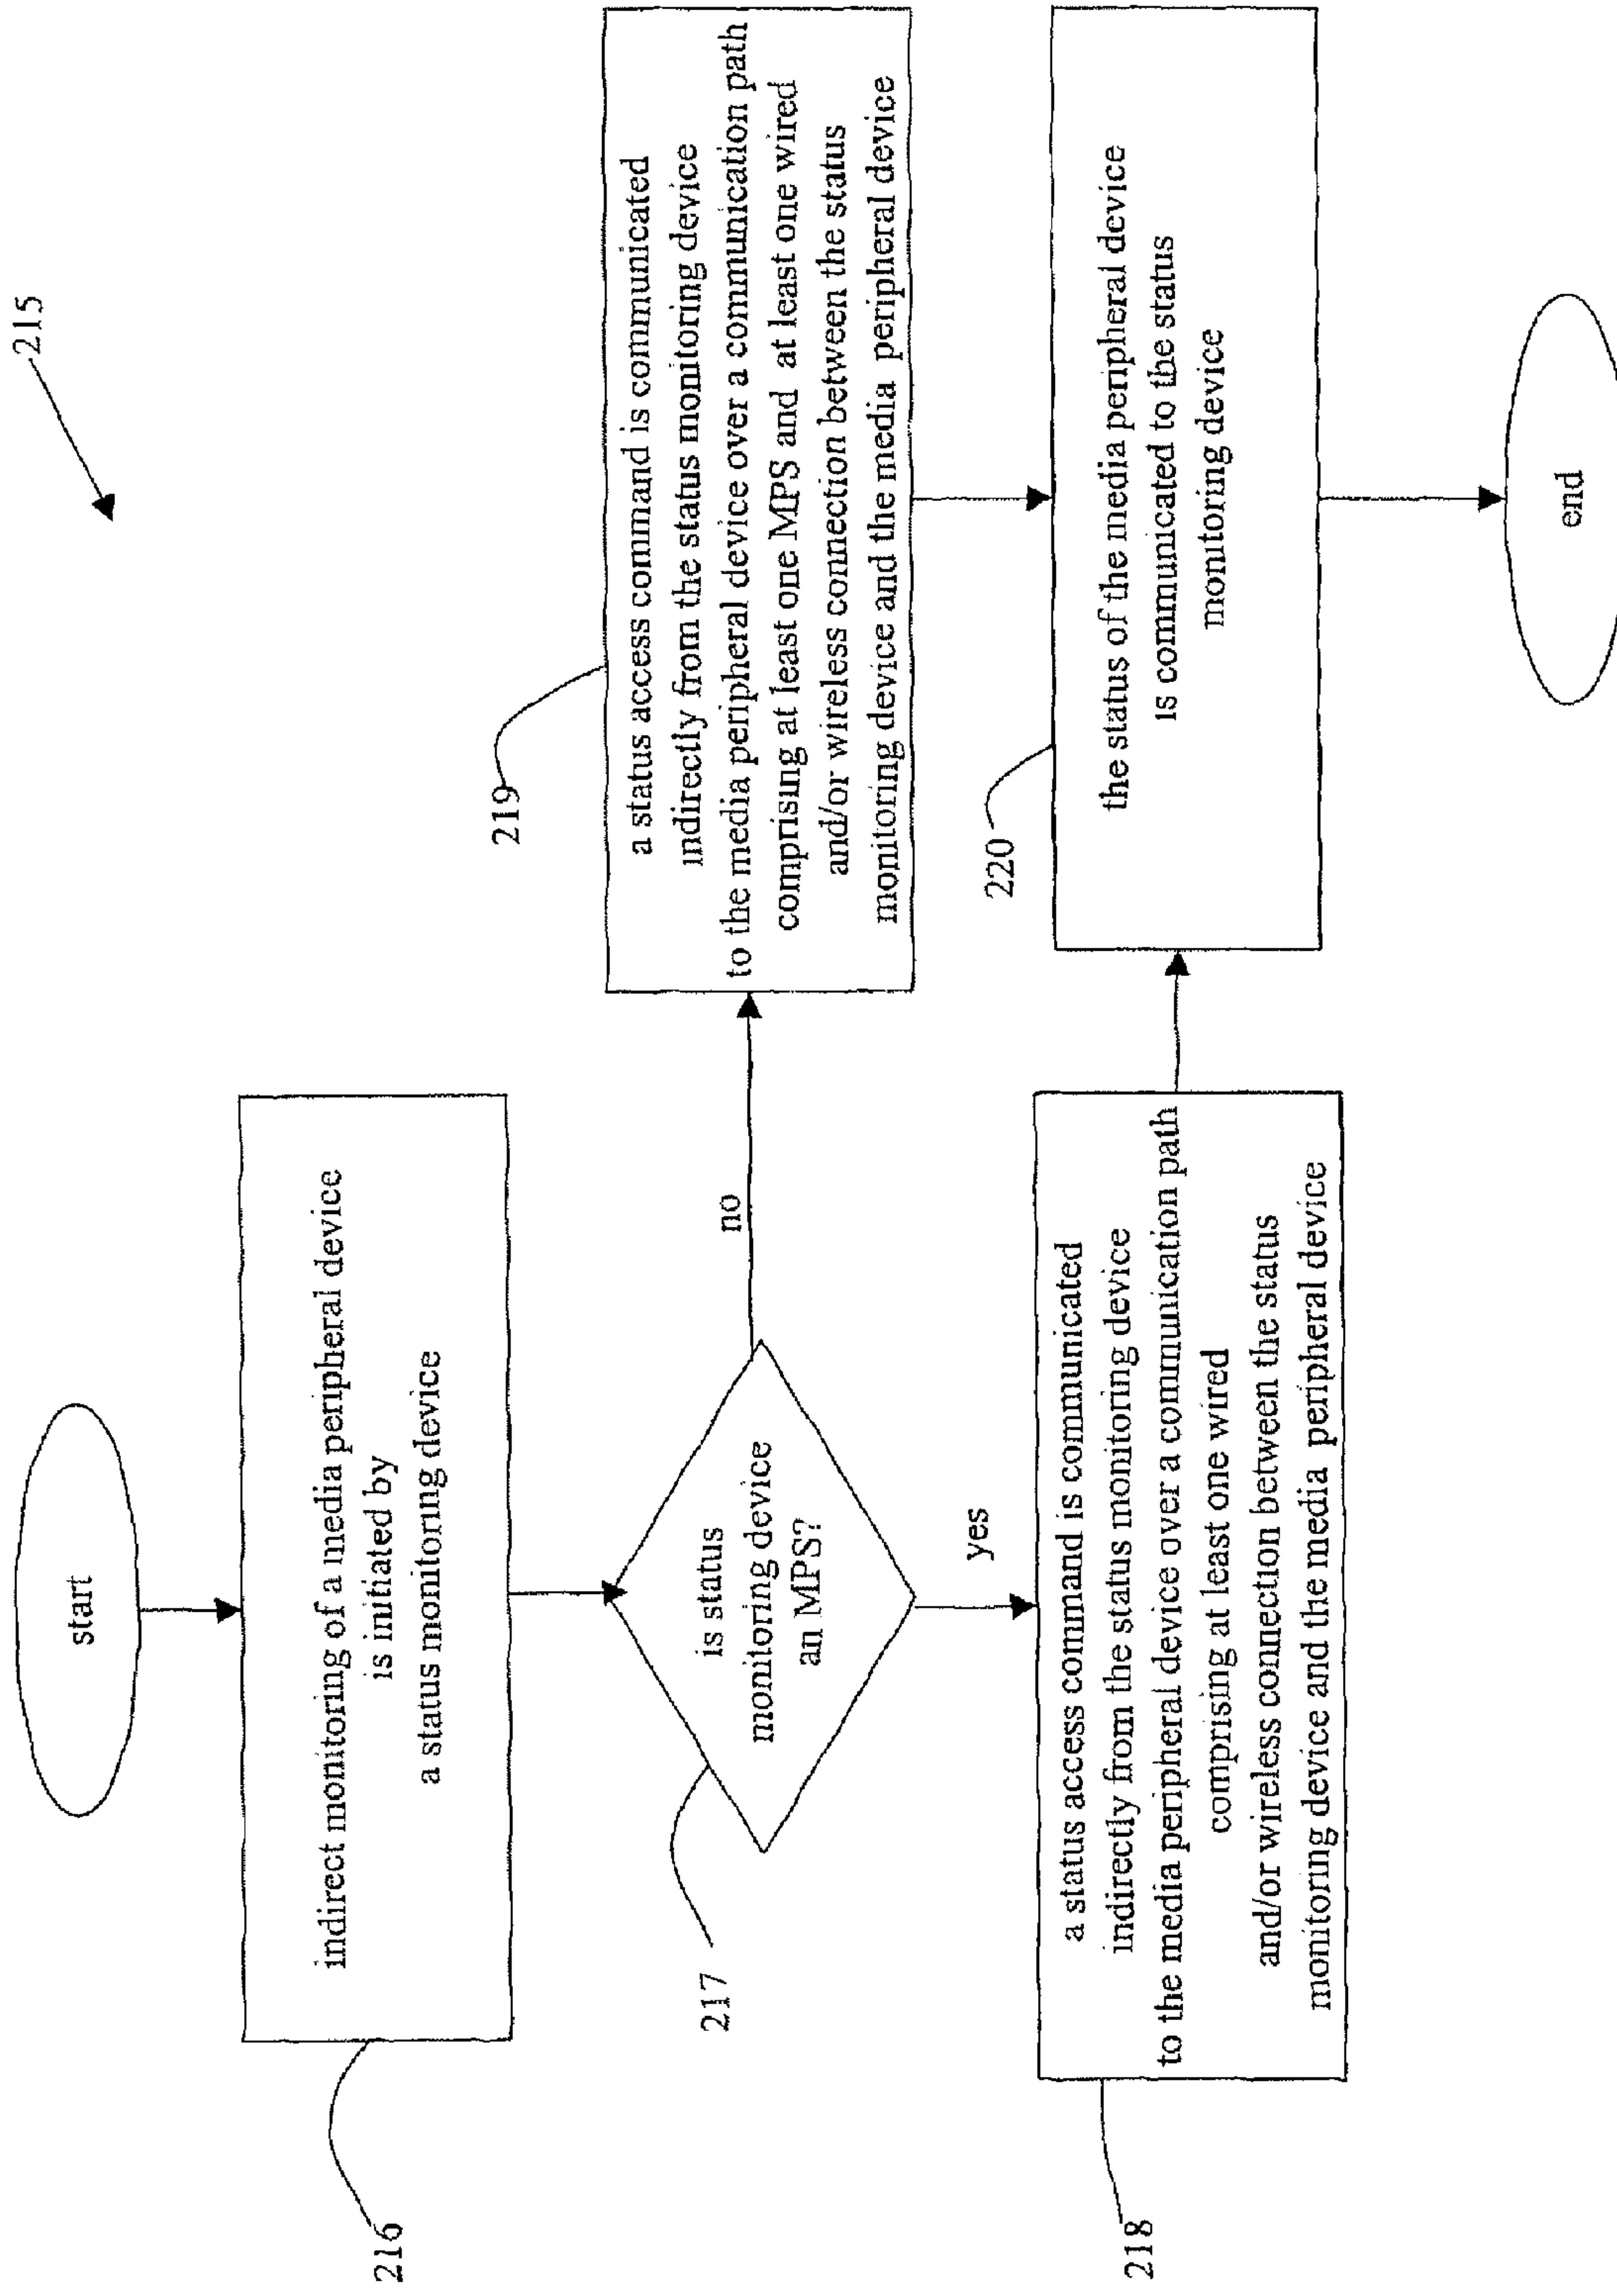 215
start
216
indirect monitoring of a media peripheral device
is initiated by
a status monitoring device
217
is status
monitoring device
an MPS?
no
yes
219
a status access command is communicated
indirectly from the status monitoring device
to the media peripheral device over a communication path
comprising at least one MPS and at least one wired
and/or wireless connection between the status
monitoring device and the media peripheral device
218
a status access command is communicated
indirectly from the status monitoring device
to the media peripheral device over a communication path
comprising at least one wired
and/or wireless connection between the status
monitoring device and the media peripheral device
220
the status of the media peripheral device
is communicated to the status
monitoring device
end